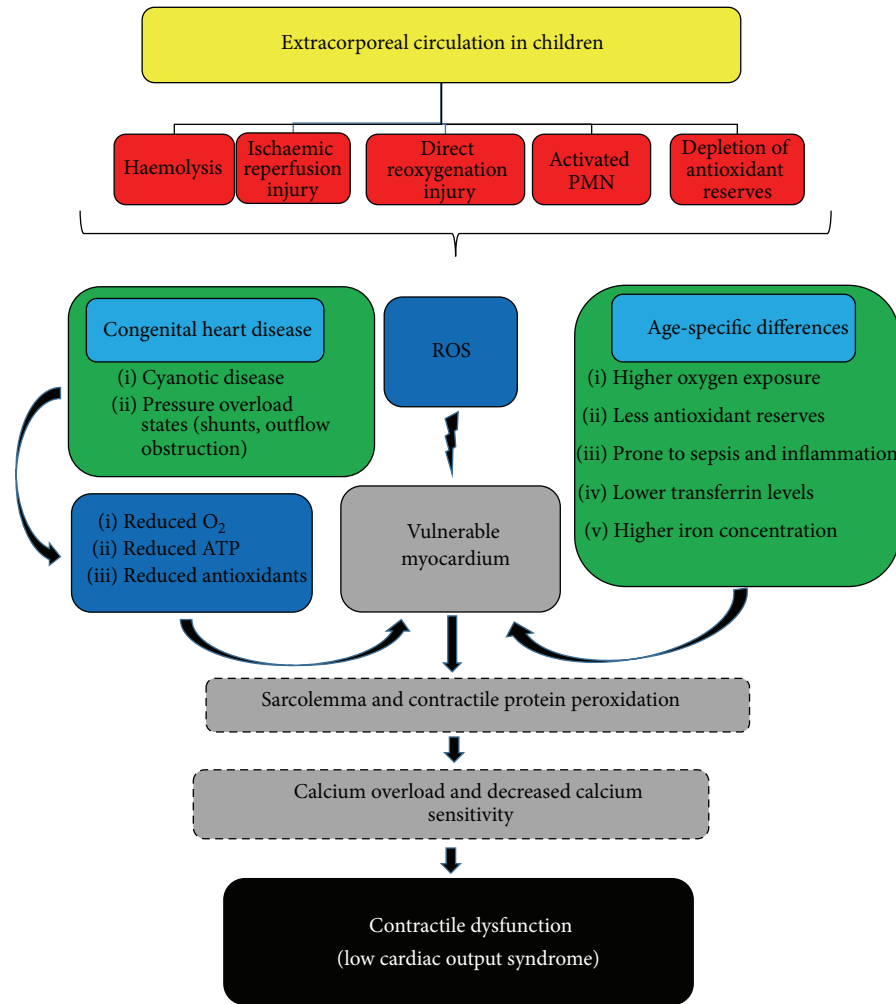 Extracorporeal circulation in children
Haemolysis
Ischaemic
reperfusion
injury
Direct
reoxygenation
injury
Activated
PMN
Depletion of
antioxidant
reserves
Congenital heart disease
(i) Cyanotic disease
(ii) Pressure overload
states (shunts, outflow
obstruction)
ROS
Age-specific differences
(i) Higher oxygen exposure
(ii) Less antioxidant reserves
(iii) Prone to sepsis and inflammation
(iv) Lower transferrin levels
(v) Higher iron concentration
(i) Reduced O₂
(ii) Reduced ATP
(iii) Reduced antioxidants
Vulnerable
myocardium
Sarcolemma and contractile protein peroxidation
Calcium overload and decreased calcium
sensitivity
Contractile dysfunction
(low cardiac output syndrome)